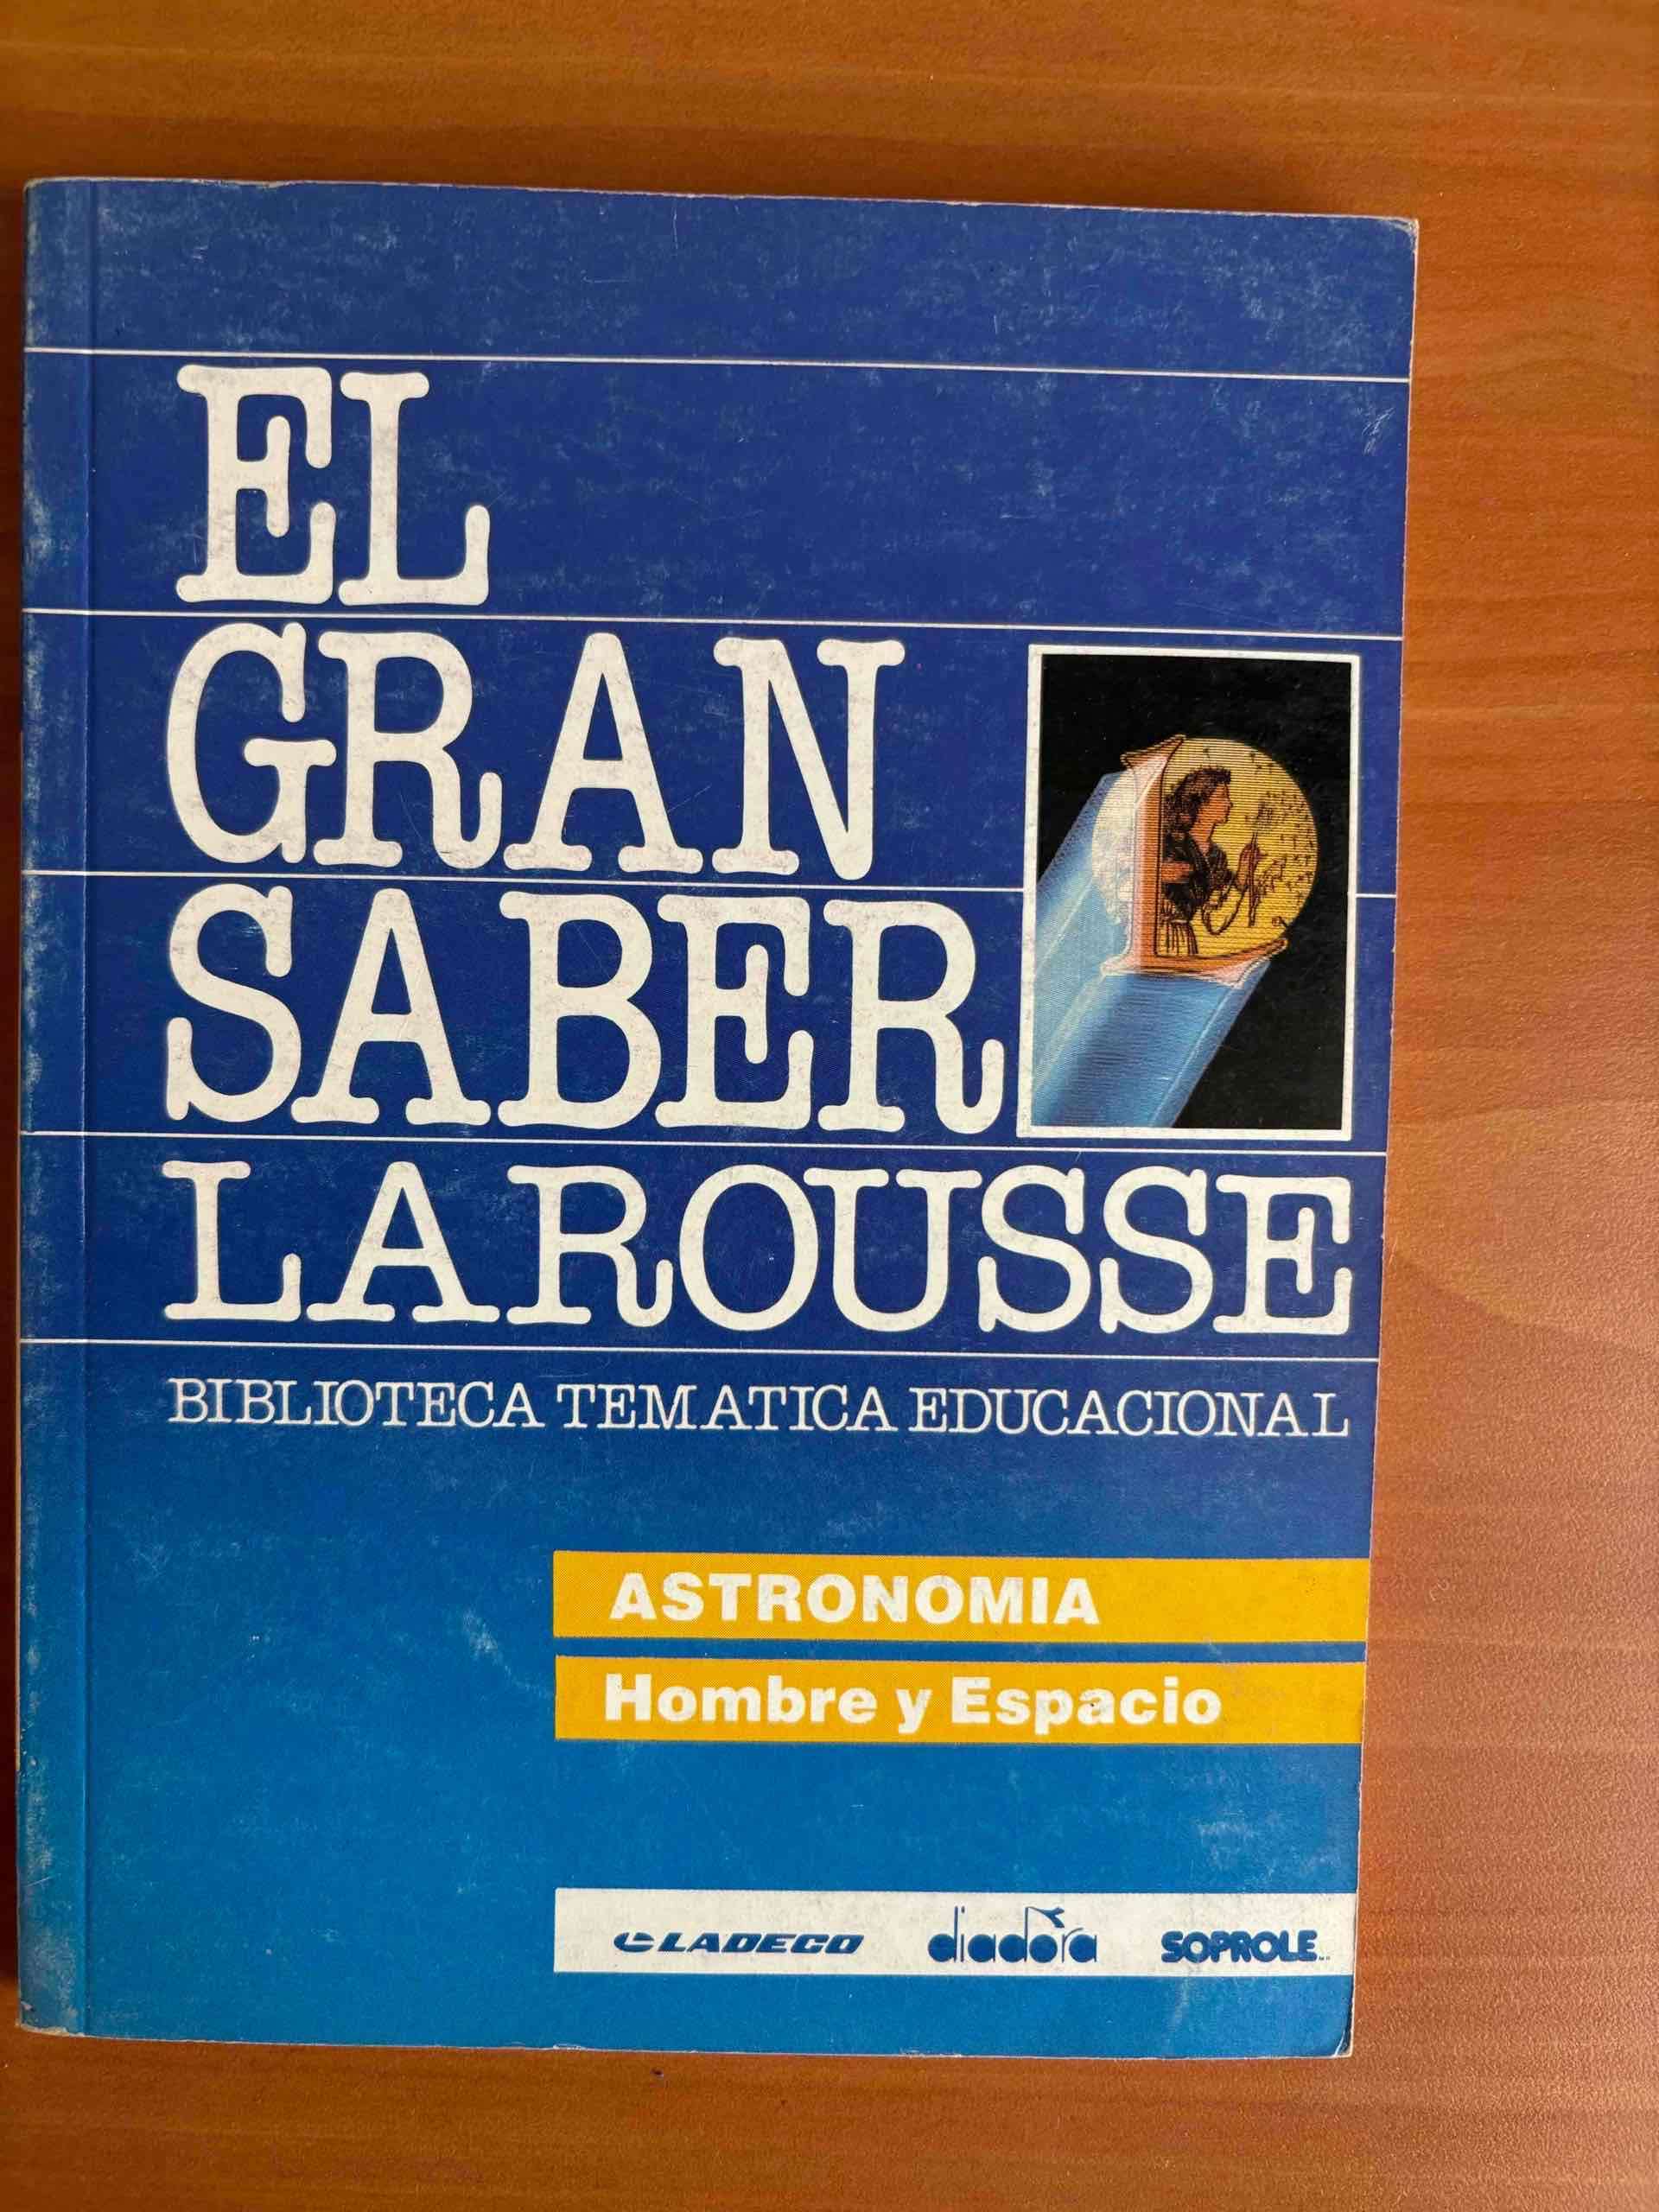 EL
GRAN
SABER
LAROUSSE
BIBLIOTECA TEMATICA EDUCACIONAL
ASTRONOMIA
Hombre y Espacio
LADECO diadora SOPROLE